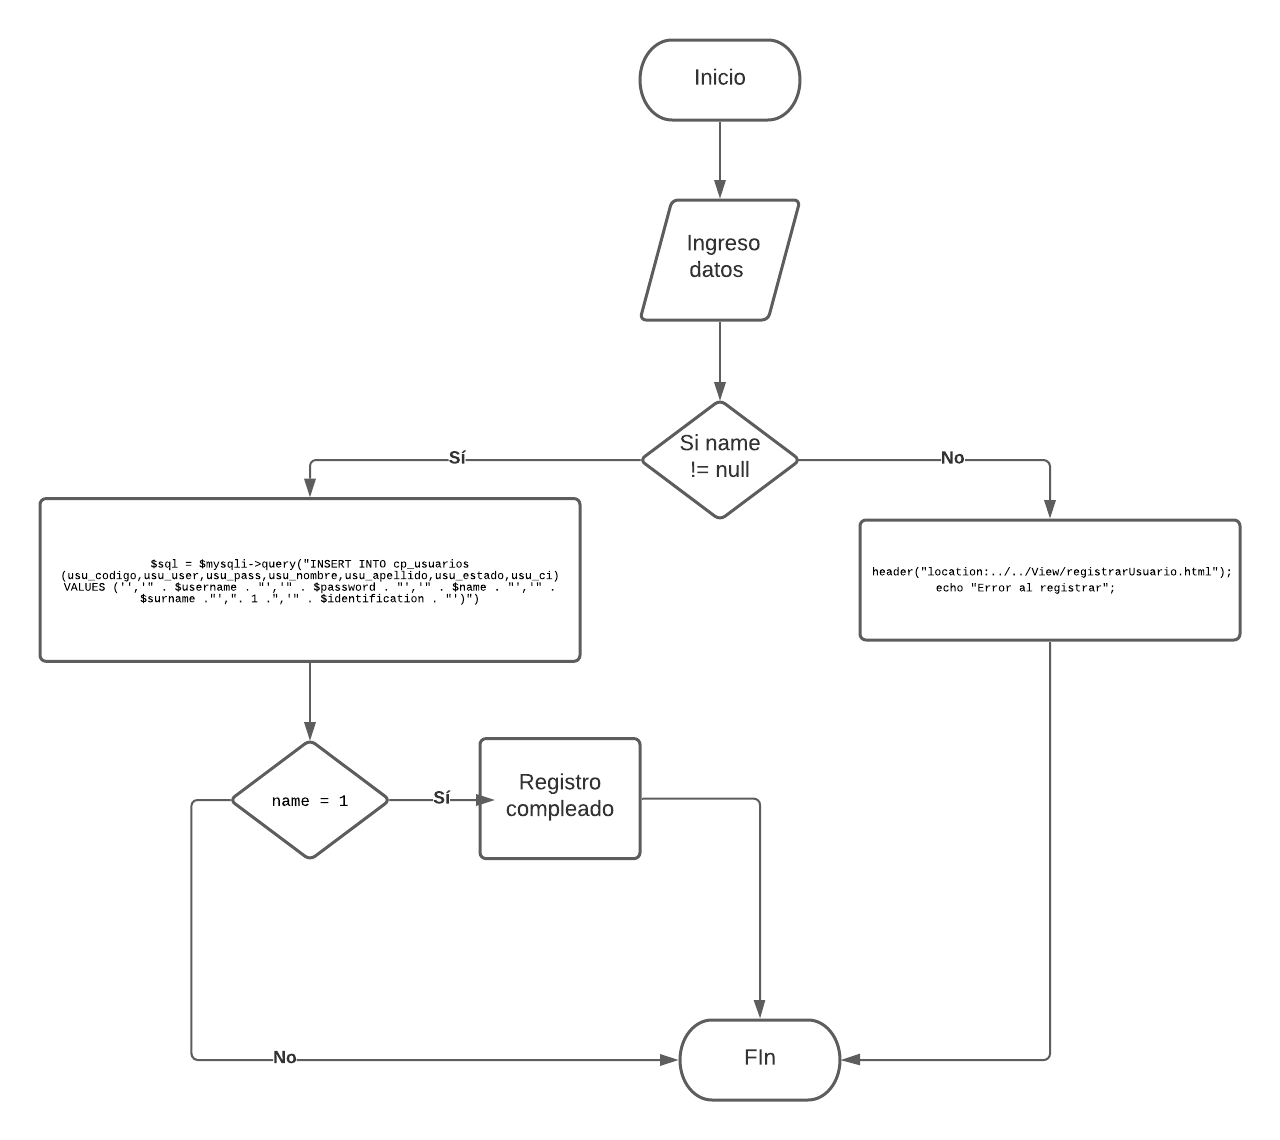 Inicio
Ingreso
datos
Si name
!= null
Sí
No
$sql = $mysqli->query("INSERT INTO cp_usuarios
(usu_codigo,usu_user,usu_pass,usu_nombre,usu_apellido,usu_estado,usu_ci)
VALUES ('','" . $username . "','" . $password . "','" . $name . "','" .
$surname ."',". 1 .",'" . $identification . "')")
header("location:../../View/registrarUsuario.html");
echo "Error al registrar";
name = 1
Sí
Registro
compleado
No
FIn